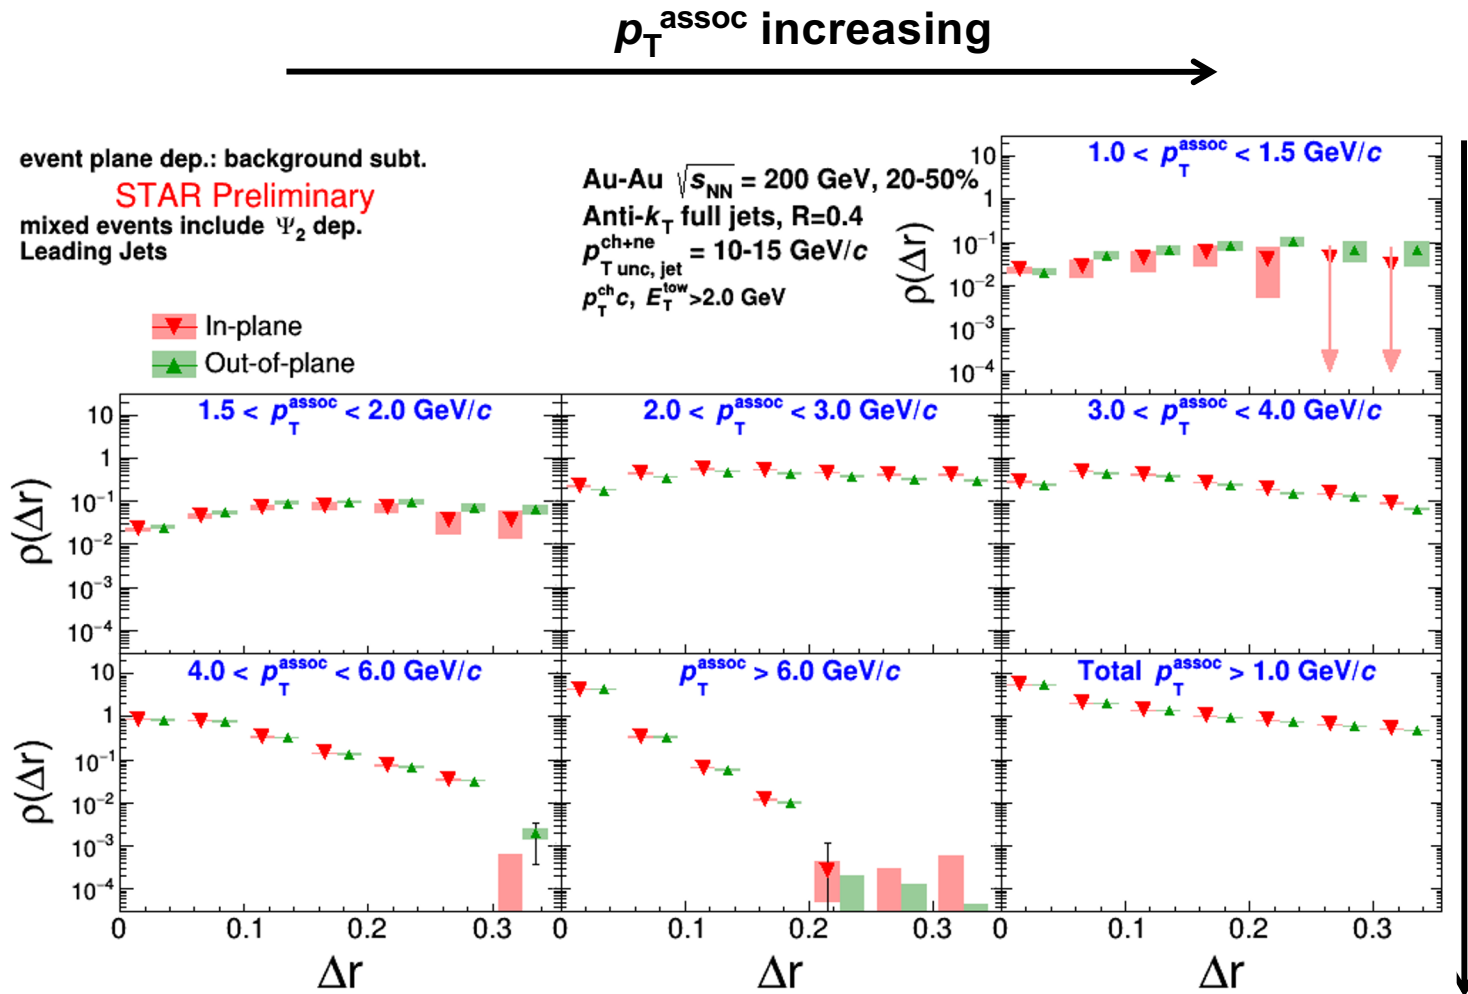 p_T^assoc increasing
event plane dep.: background subt.
STAR Preliminary
mixed events include Ψ₂ dep.
Leading Jets
In-plane
Out-of-plane
Au-Au √s_NN = 200 GeV, 20-50%
Anti-k_T full jets, R=0.4
p_T unc, jet^ch+ne = 10-15 GeV/c
p_T^ch c, E_T^tow>2.0 GeV
1.0 < p_T^assoc < 1.5 GeV/c
ρ(Δr)
10
1
10⁻¹
10⁻²
10⁻³
10⁻⁴
1.5 < p_T^assoc < 2.0 GeV/c
2.0 < p_T^assoc < 3.0 GeV/c
3.0 < p_T^assoc < 4.0 GeV/c
ρ(Δr)
10
1
10⁻¹
10⁻²
10⁻³
10⁻⁴
4.0 < p_T^assoc < 6.0 GeV/c
p_T^assoc > 6.0 GeV/c
Total p_T^assoc > 1.0 GeV/c
ρ(Δr)
10
1
10⁻¹
10⁻²
10⁻³
10⁻⁴
0 0.1 0.2 0.3 0 0.1 0.2 0.3 0 0.1 0.2 0.3
Δr Δr Δr